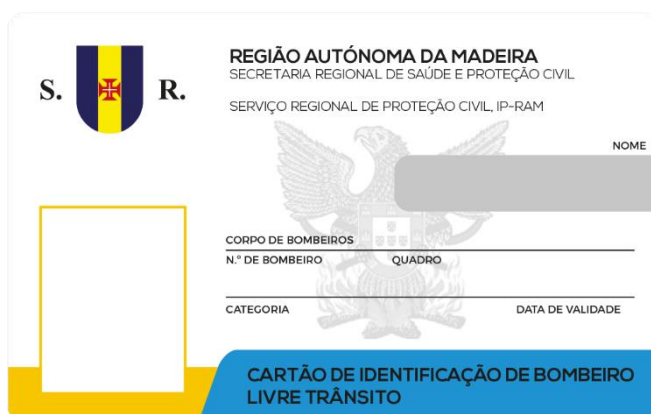 S. R.
REGIÃO AUTÓNOMA DA MADEIRA
SECRETARIA REGIONAL DE SAÚDE E PROTEÇÃO CIVIL
SERVIÇO REGIONAL DE PROTEÇÃO CIVIL, IP-RAM
NOME
CORPO DE BOMBEIROS
N.º DE BOMBEIRO QUADRO
CATEGORIA DATA DE VALIDADE
CARTÃO DE IDENTIFICAÇÃO DE BOMBEIRO
LIVRE TRÂNSITO